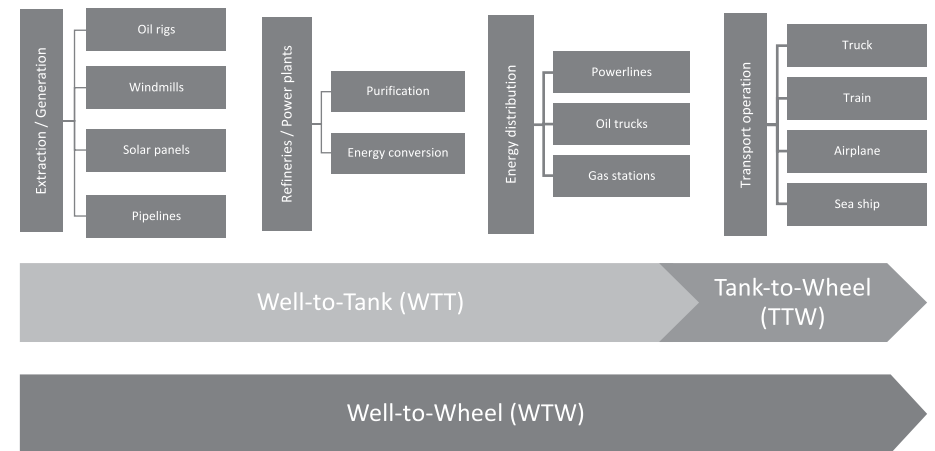 Extraction / Generation
Oil rigs
Windmills
Solar panels
Pipelines
Refineries / Power plants
Purification
Energy conversion
Energy distribution
Powerlines
Oil trucks
Gas stations
Transport operation
Truck
Train
Airplane
Sea ship
Well-to-Tank (WTT)
Tank-to-Wheel
(TTW)
Well-to-Wheel (WTW)